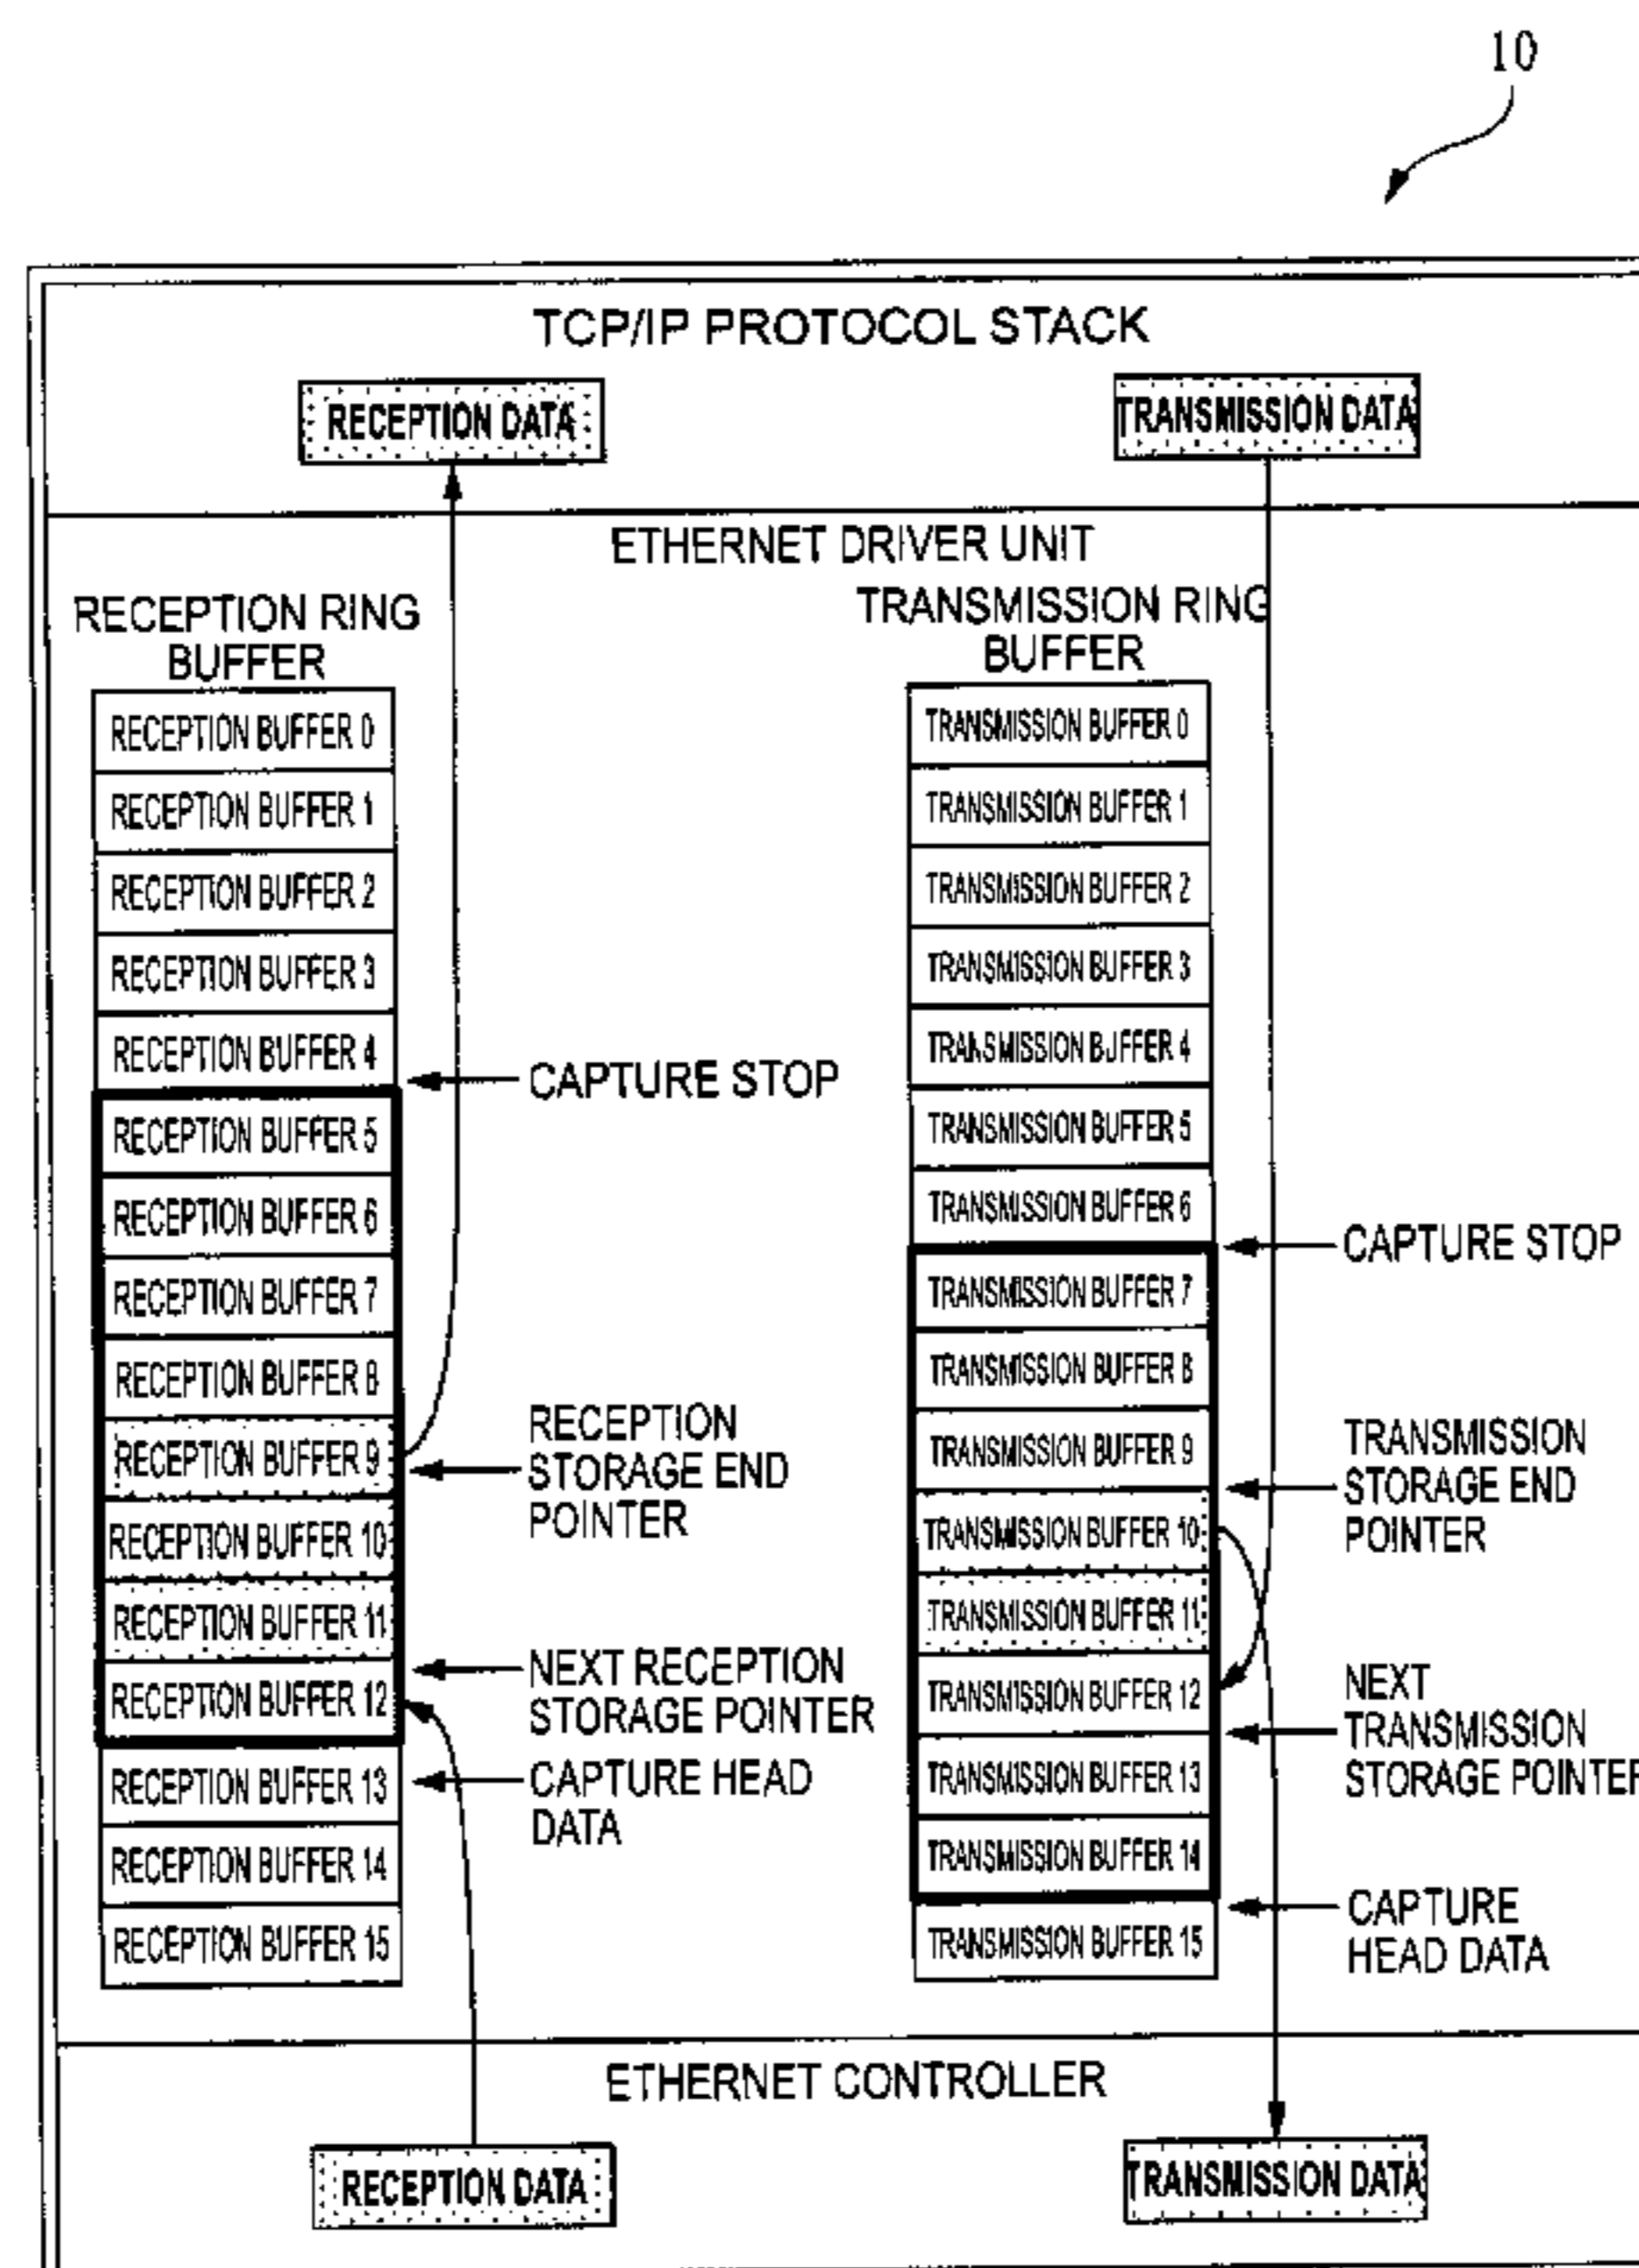 10
TCP/IP PROTOCOL STACK
RECEPTION DATA
TRANSMISSION DATA
ETHERNET DRIVER UNIT
RECEPTION RING
BUFFER
RECEPTION BUFFER 0
RECEPTION BUFFER 1
RECEPTION BUFFER 2
RECEPTION BUFFER 3
RECEPTION BUFFER 4
RECEPTION BUFFER 5
RECEPTION BUFFER 6
RECEPTION BUFFER 7
RECEPTION BUFFER 8
RECEPTION BUFFER 9
RECEPTION BUFFER 10
RECEPTION BUFFER 11
RECEPTION BUFFER 12
RECEPTION BUFFER 13
RECEPTION BUFFER 14
RECEPTION BUFFER 15
CAPTURE STOP
RECEPTION
STORAGE END
POINTER
NEXT RECEPTION
STORAGE POINTER
CAPTURE HEAD
DATA
TRANSMISSION RING
BUFFER
TRANSMISSION BUFFER 0
TRANSMISSION BUFFER 1
TRANSMISSION BUFFER 2
TRANSMISSION BUFFER 3
TRANSMISSION BUFFER 4
TRANSMISSION BUFFER 5
TRANSMISSION BUFFER 6
TRANSMISSION BUFFER 7
TRANSMISSION BUFFER 8
TRANSMISSION BUFFER 9
TRANSMISSION BUFFER 10
TRANSMISSION BUFFER 11
TRANSMISSION BUFFER 12
TRANSMISSION BUFFER 13
TRANSMISSION BUFFER 14
TRANSMISSION BUFFER 15
CAPTURE STOP
TRANSMISSION
STORAGE END
POINTER
NEXT
TRANSMISSION
STORAGE POINTER
CAPTURE
HEAD DATA
ETHERNET CONTROLLER
RECEPTION DATA
TRANSMISSION DATA